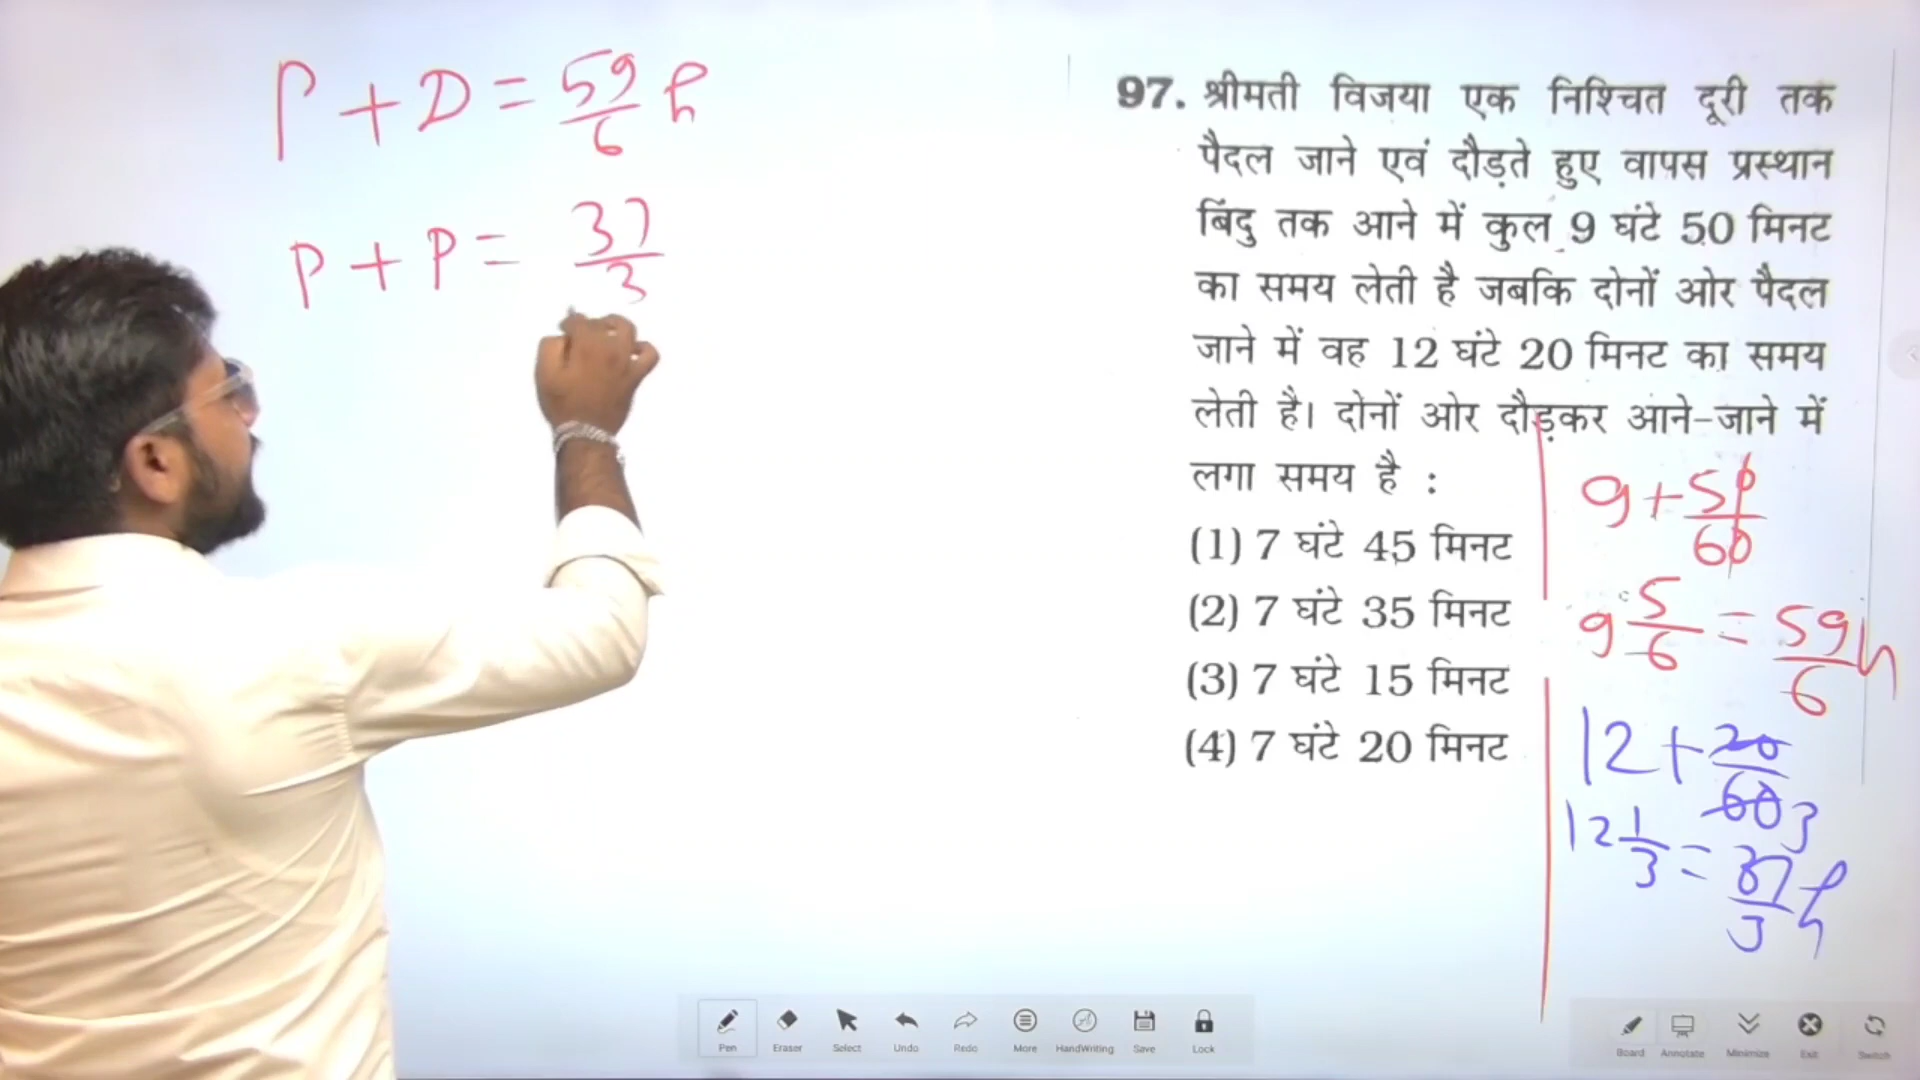 P + D = 59/6 h
P + P = 37/3
97. श्रीमती विजया एक निश्चित दूरी तक
पैदल जाने एवं दौड़ते हुए वापस प्रस्थान
बिंदु तक आने में कुल 9 घंटे 50 मिनट
का समय लेती है जबकि दोनों ओर पैदल
जाने में वह 12 घंटे 20 मिनट का समय
लेती है। दोनों ओर दौड़कर आने-जाने में
लगा समय है :
(1) 7 घंटे 45 मिनट
(2) 7 घंटे 35 मिनट
(3) 7 घंटे 15 मिनट
(4) 7 घंटे 20 मिनट
9 + 50/60
9 5/6 = 59/6 h
12 + 20/60 3
12 1/3 = 37/3 h
Pen Eraser Select Undo Redo More HandWriting Save Lock
Board Annotate Minimize Exit Switch